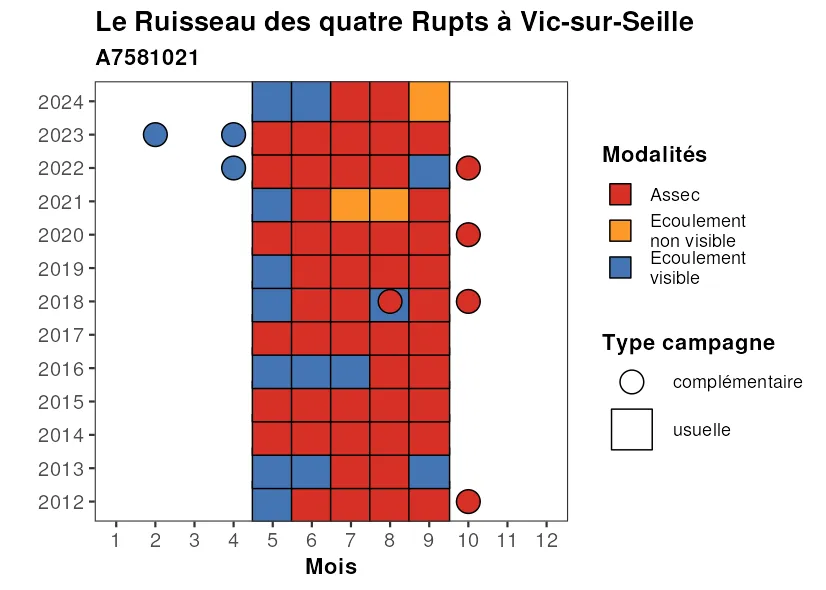 Le Ruisseau des quatre Rupts à Vic-sur-Seille
A7581021
2024
2023
2022
2021
2020
2019
2018
2017
2016
2015
2014
2013
2012
1 2 3 4 5 6 7 8 9 10 11 12
Mois
Modalités
Assec
Ecoulement
non visible
Ecoulement
visible
Type campagne
complémentaire
usuelle